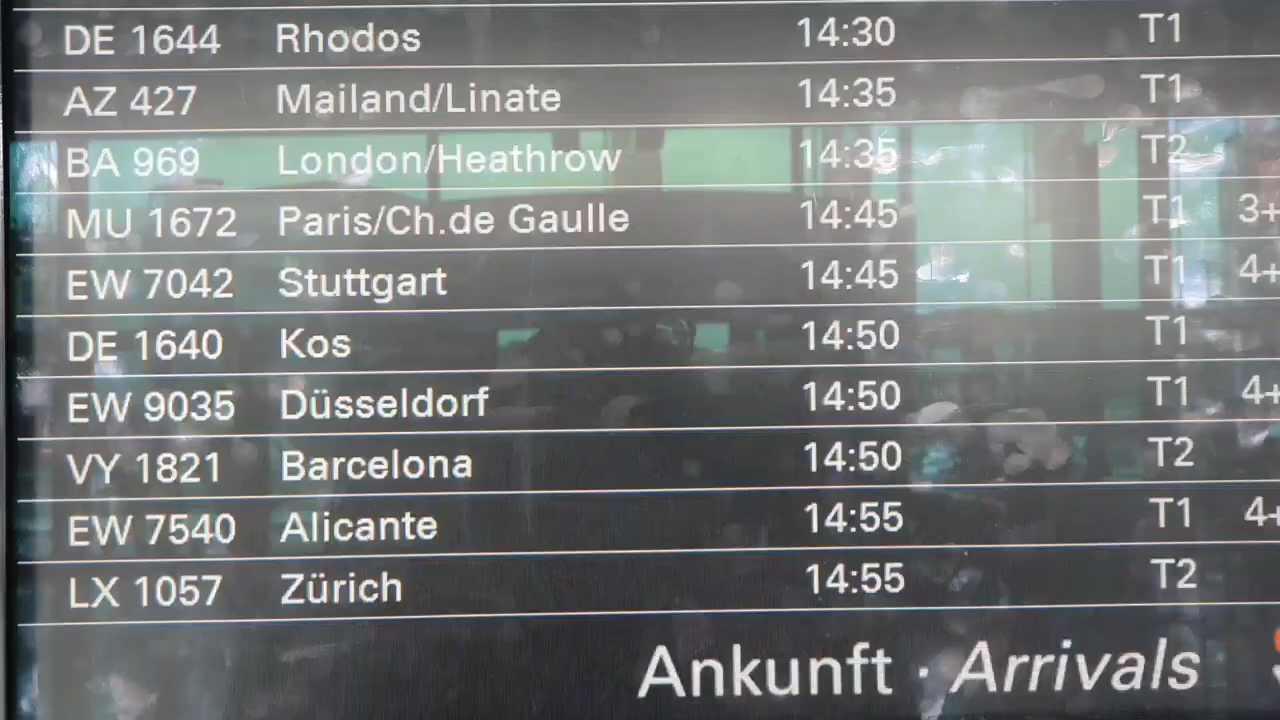 DE 1644 Rhodos 14:30 T1
AZ 427 Mailand/Linate 14:35 T1
BA 969 London/Heathrow 14:35 T2
MU 1672 Paris/Ch.de Gaulle 14:45 T1 3+
EW 7042 Stuttgart 14:45 T1 4+
DE 1640 Kos 14:50 T1
EW 9035 Düsseldorf 14:50 T1 4+
VY 1821 Barcelona 14:50 T2
EW 7540 Alicante 14:55 T1 4+
LX 1057 Zürich 14:55 T2
Ankunft · Arrivals